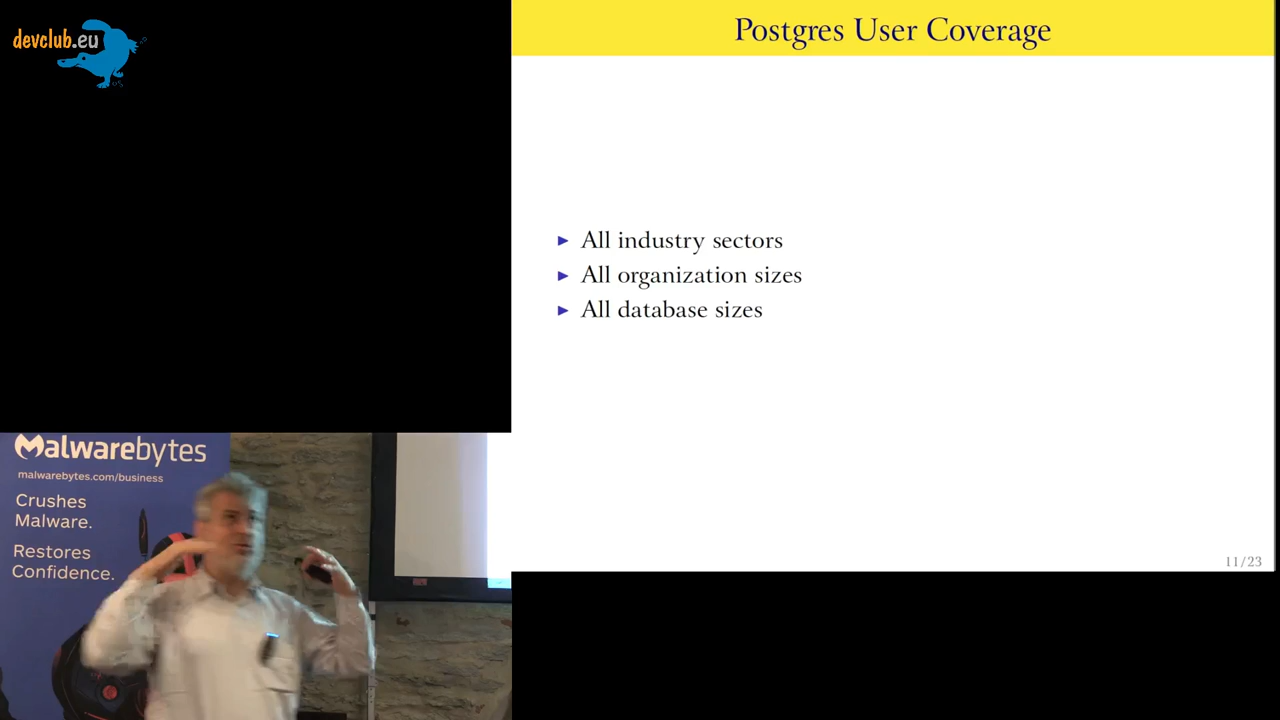 devclub.eu
Postgres User Coverage
All industry sectors
All organization sizes
All database sizes
11/23
Malwarebytes
malwarebytes.com/business
Crushes
Malware.
Restores
Confidence.